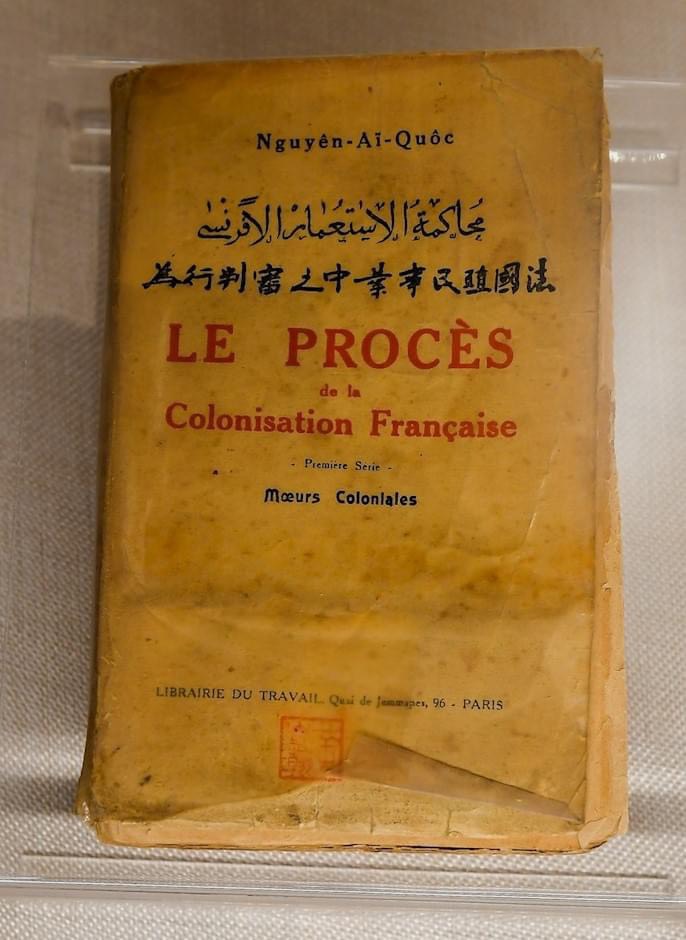 Nguyên-Aï-Quôc
محاكمة الاستعمار الافرنسي
法國殖民事業中之審判行為
LE PROCÈS
de la
Colonisation Française
- Première Série -
Mœurs Coloniales
LIBRAIRIE DU TRAVAIL. Quai de Jemmapes, 96 - PARIS